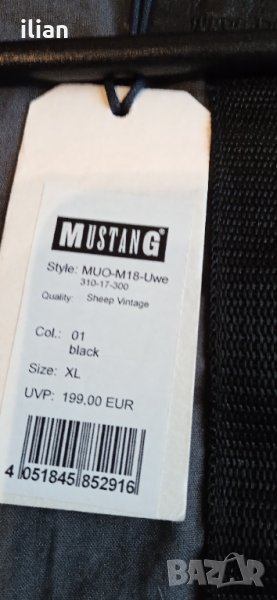 ilian
MUSTANG®
Style: MUO-M18-Uwe
310-17-300
Quality: Sheep Vintage
Col.: 01
black
Size: XL
UVP: 199.00 EUR
4 051845 852916
BAZAR